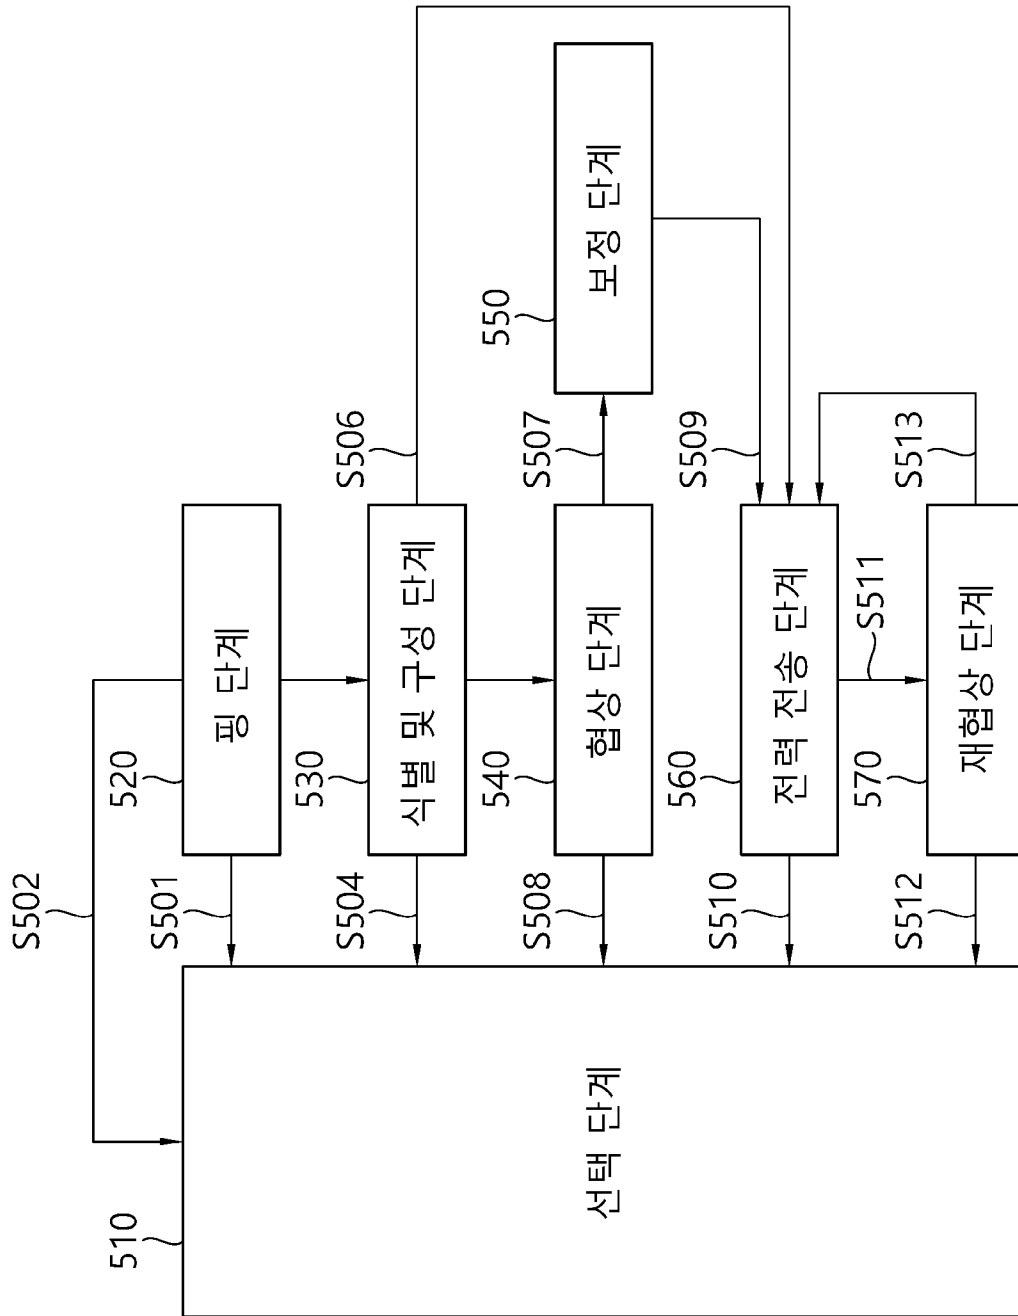 S502
510
520
S501
핑 단계
530
S504
S506
식별 및 구성 단계
540
550
S508
S507
선택 단계
협상 단계
보정 단계
560
S509
S510
전력 전송 단계
S511
570
S512
S513
재협상 단계